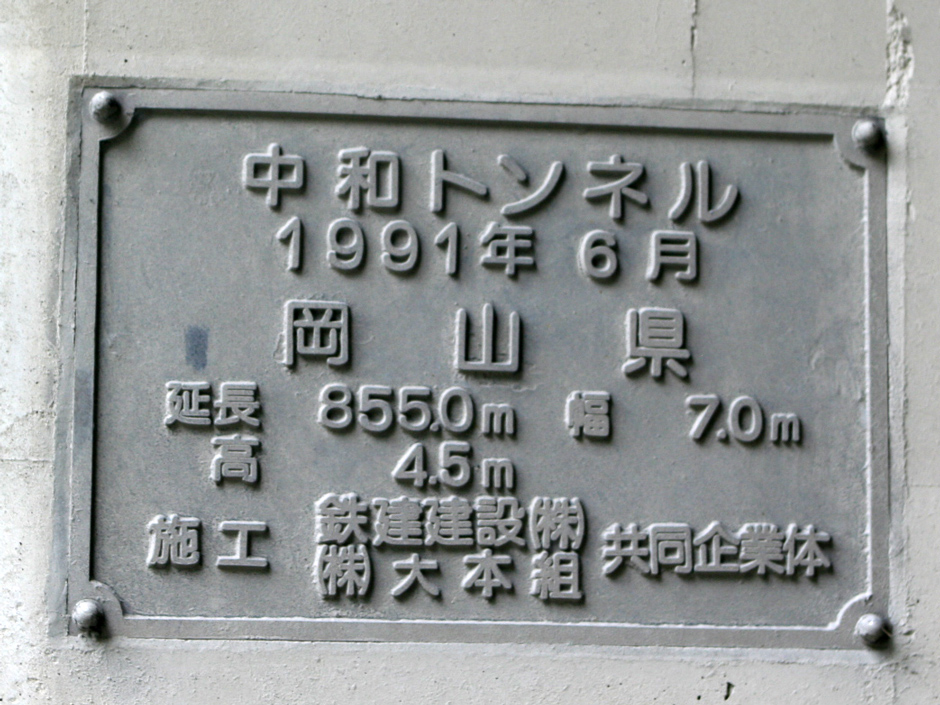 中和トンネル
1991年 6月
岡山県
延長 855.0m 幅 7.0m
高 4.5m
施工 鉄建建設(株) 共同企業体
(株)大本組